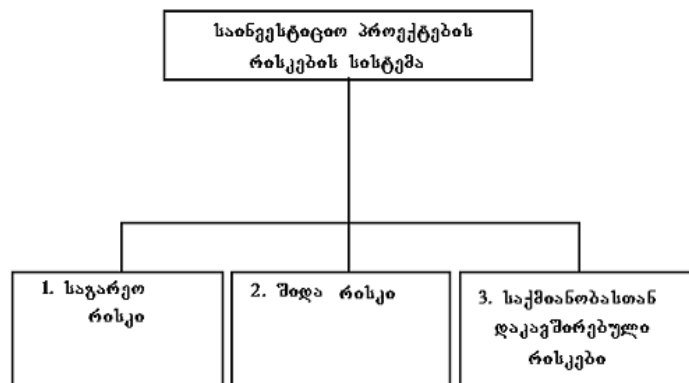 საინვესტიციო პროექტების
რისკების სისტემა
1. საგარეო
რისკი
2. შიდა რისკი
3. საქმიანობასთან
დაკავშირებული
რისკები